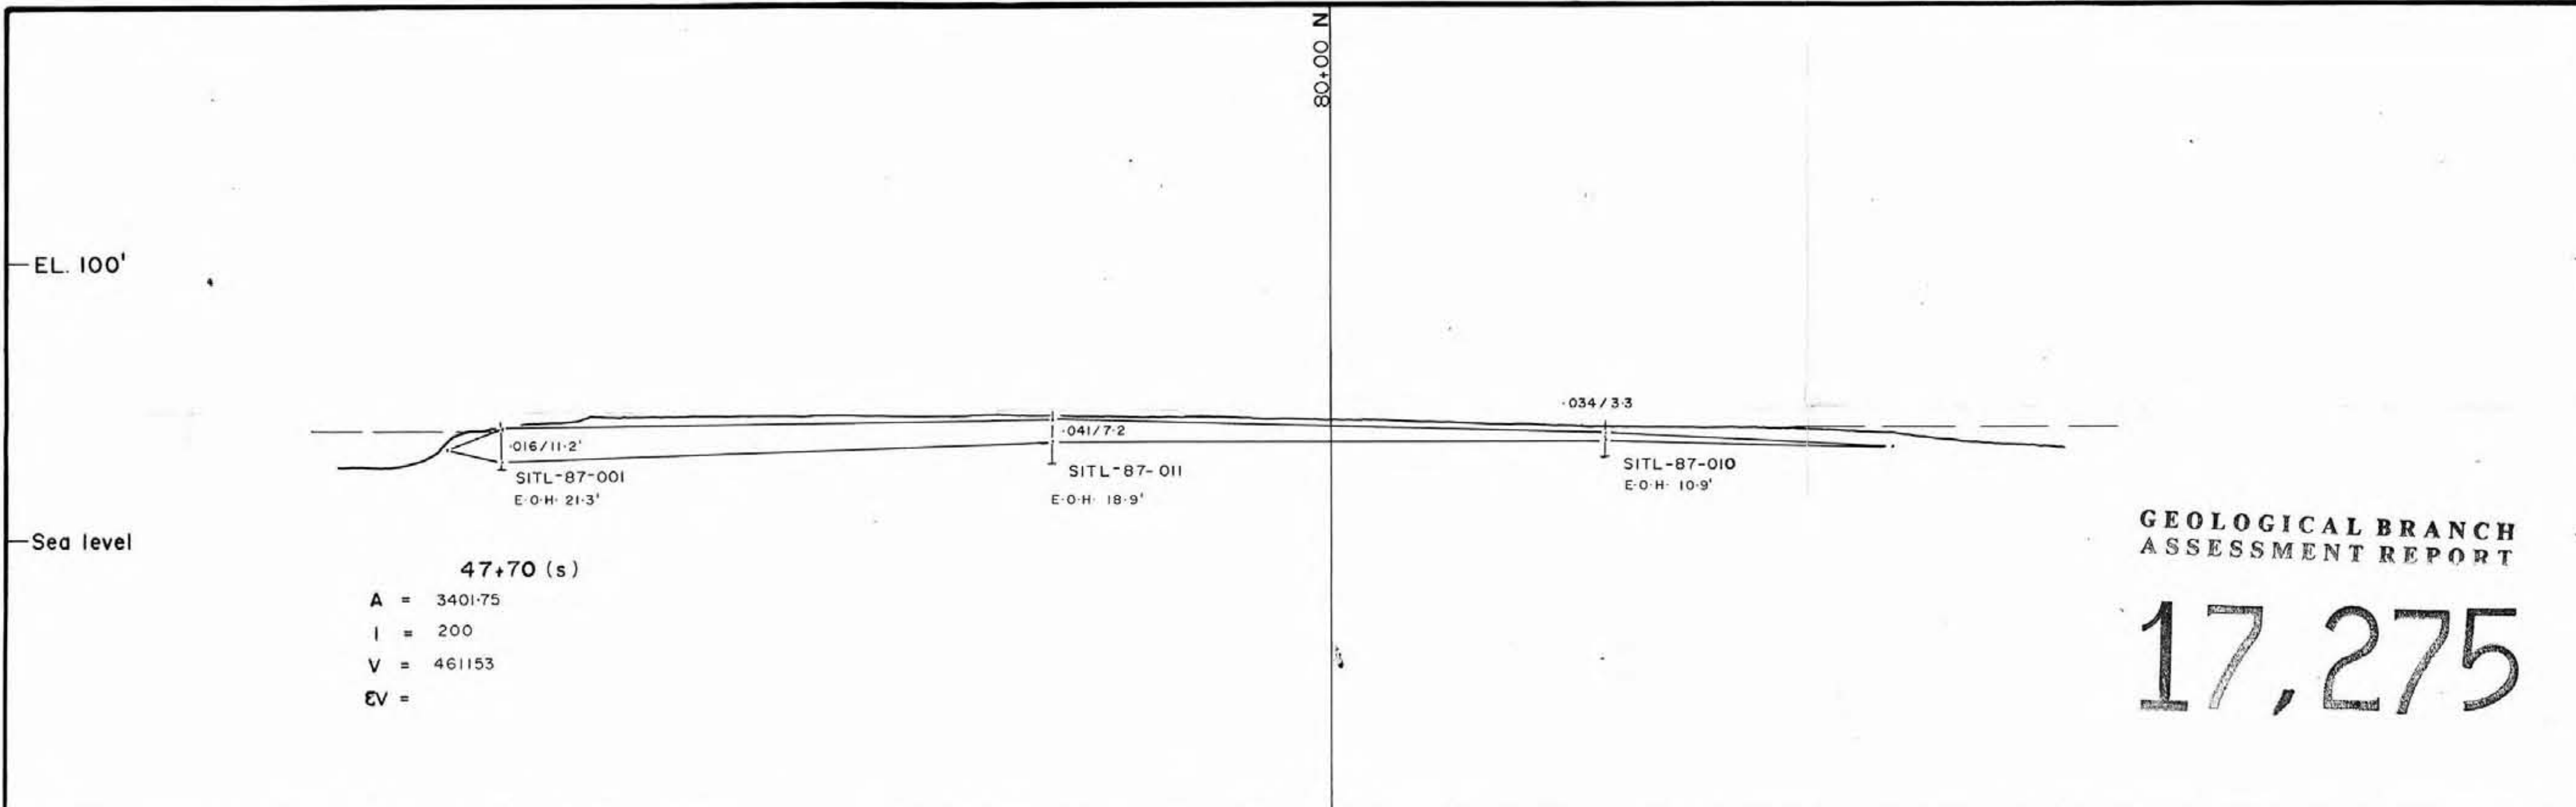 80+00 N
EL. 100'
·034/3·3
·016/11·2'
·041/7·2
SITL-87-001
E·O·H· 21·3'
SITL-87-011
E·O·H· 18·9'
SITL-87-010
E·O·H· 10·9'
Sea level
47+70 (s)
A = 3401·75
I = 200
V = 461153
ƐV =
GEOLOGICAL BRANCH
ASSESSMENT REPORT
17,275